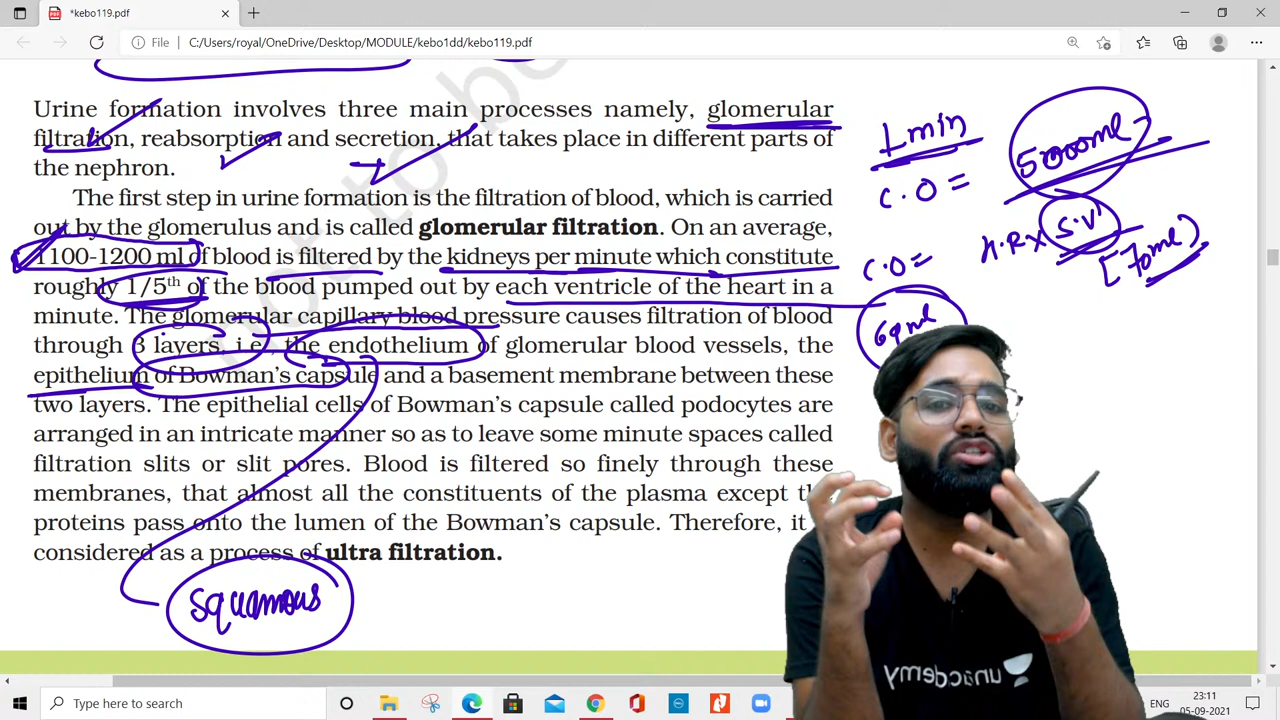 *kebo119.pdf
File
C:/Users/royal/OneDrive/Desktop/MODULE/kebo1dd/kebo119.pdf
Urine formation involves three main processes namely, glomerular
filtration, reabsorption and secretion, that takes place in different parts of
the nephron.
The first step in urine formation is the filtration of blood, which is carried
out by the glomerulus and is called glomerular filtration. On an average,
1100-1200 ml of blood is filtered by the kidneys per minute which constitute
roughly 1/5th of the blood pumped out by each ventricle of the heart in a
minute. The glomerular capillary blood pressure causes filtration of blood
through 3 layers, i.e., the endothelium of glomerular blood vessels, the
epithelium of Bowman's capsule and a basement membrane between these
two layers. The epithelial cells of Bowman's capsule called podocytes are
arranged in an intricate manner so as to leave some minute spaces called
filtration slits or slit pores. Blood is filtered so finely through these
membranes, that almost all the constituents of the plasma except the
proteins pass onto the lumen of the Bowman's capsule. Therefore, it
considered as a process of ultra filtration.
squamous
1 min
5000ml
C.O =
C.O = H.R x S.V
[70ml]
not to be
unacademy
Type here to search
ENG
23:11
05-09-2021